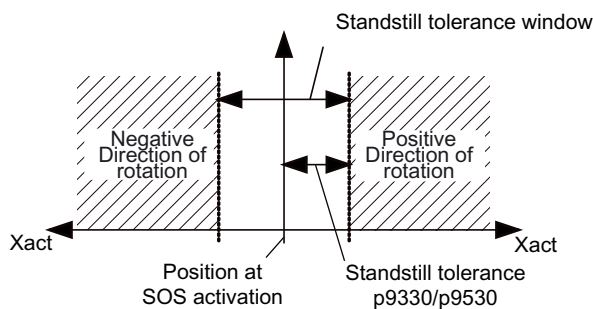 Standstill tolerance window
Negative
Direction of
rotation
Positive
Direction of
rotation
Xact
Xact
Position at
SOS activation
Standstill tolerance
p9330/p9530